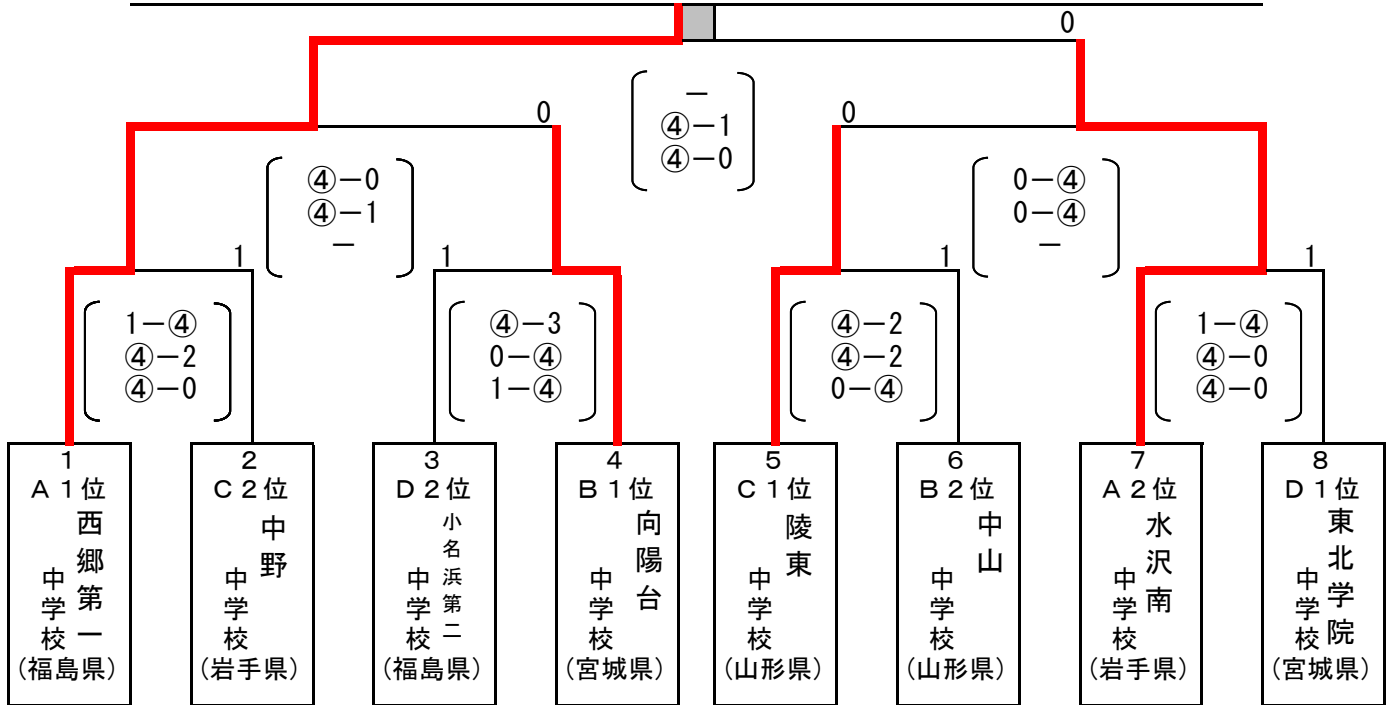 0
－
④－1
④－0
0
0
④－0
④－1
－
0－④
0－④
－
1
1
1
1
1－④
④－2
④－0
④－3
0－④
1－④
④－2
④－2
0－④
1－④
④－0
④－0
1
A１位
西郷第一
中学校
(福島県)
2
C２位
中野
中学校
(岩手県)
3
D２位
小名浜第二
中学校
(福島県)
4
B１位
向陽台
中学校
(宮城県)
5
C１位
陵東
中学校
(山形県)
6
B２位
中山
中学校
(山形県)
7
A２位
水沢南
中学校
(岩手県)
8
D１位
東北学院
中学校
(宮城県)